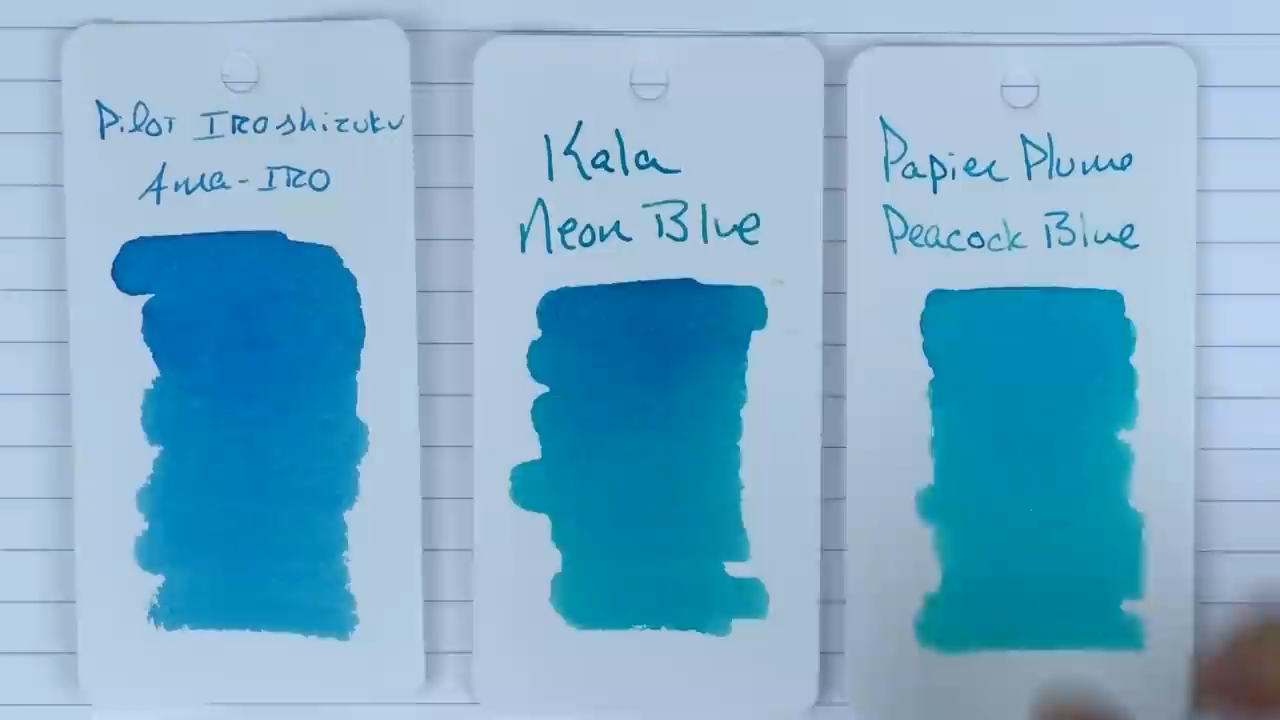 Pilot IROshizuku
Ama-IRO
Kala
Neon Blue
Papier Plume
Peacock Blue